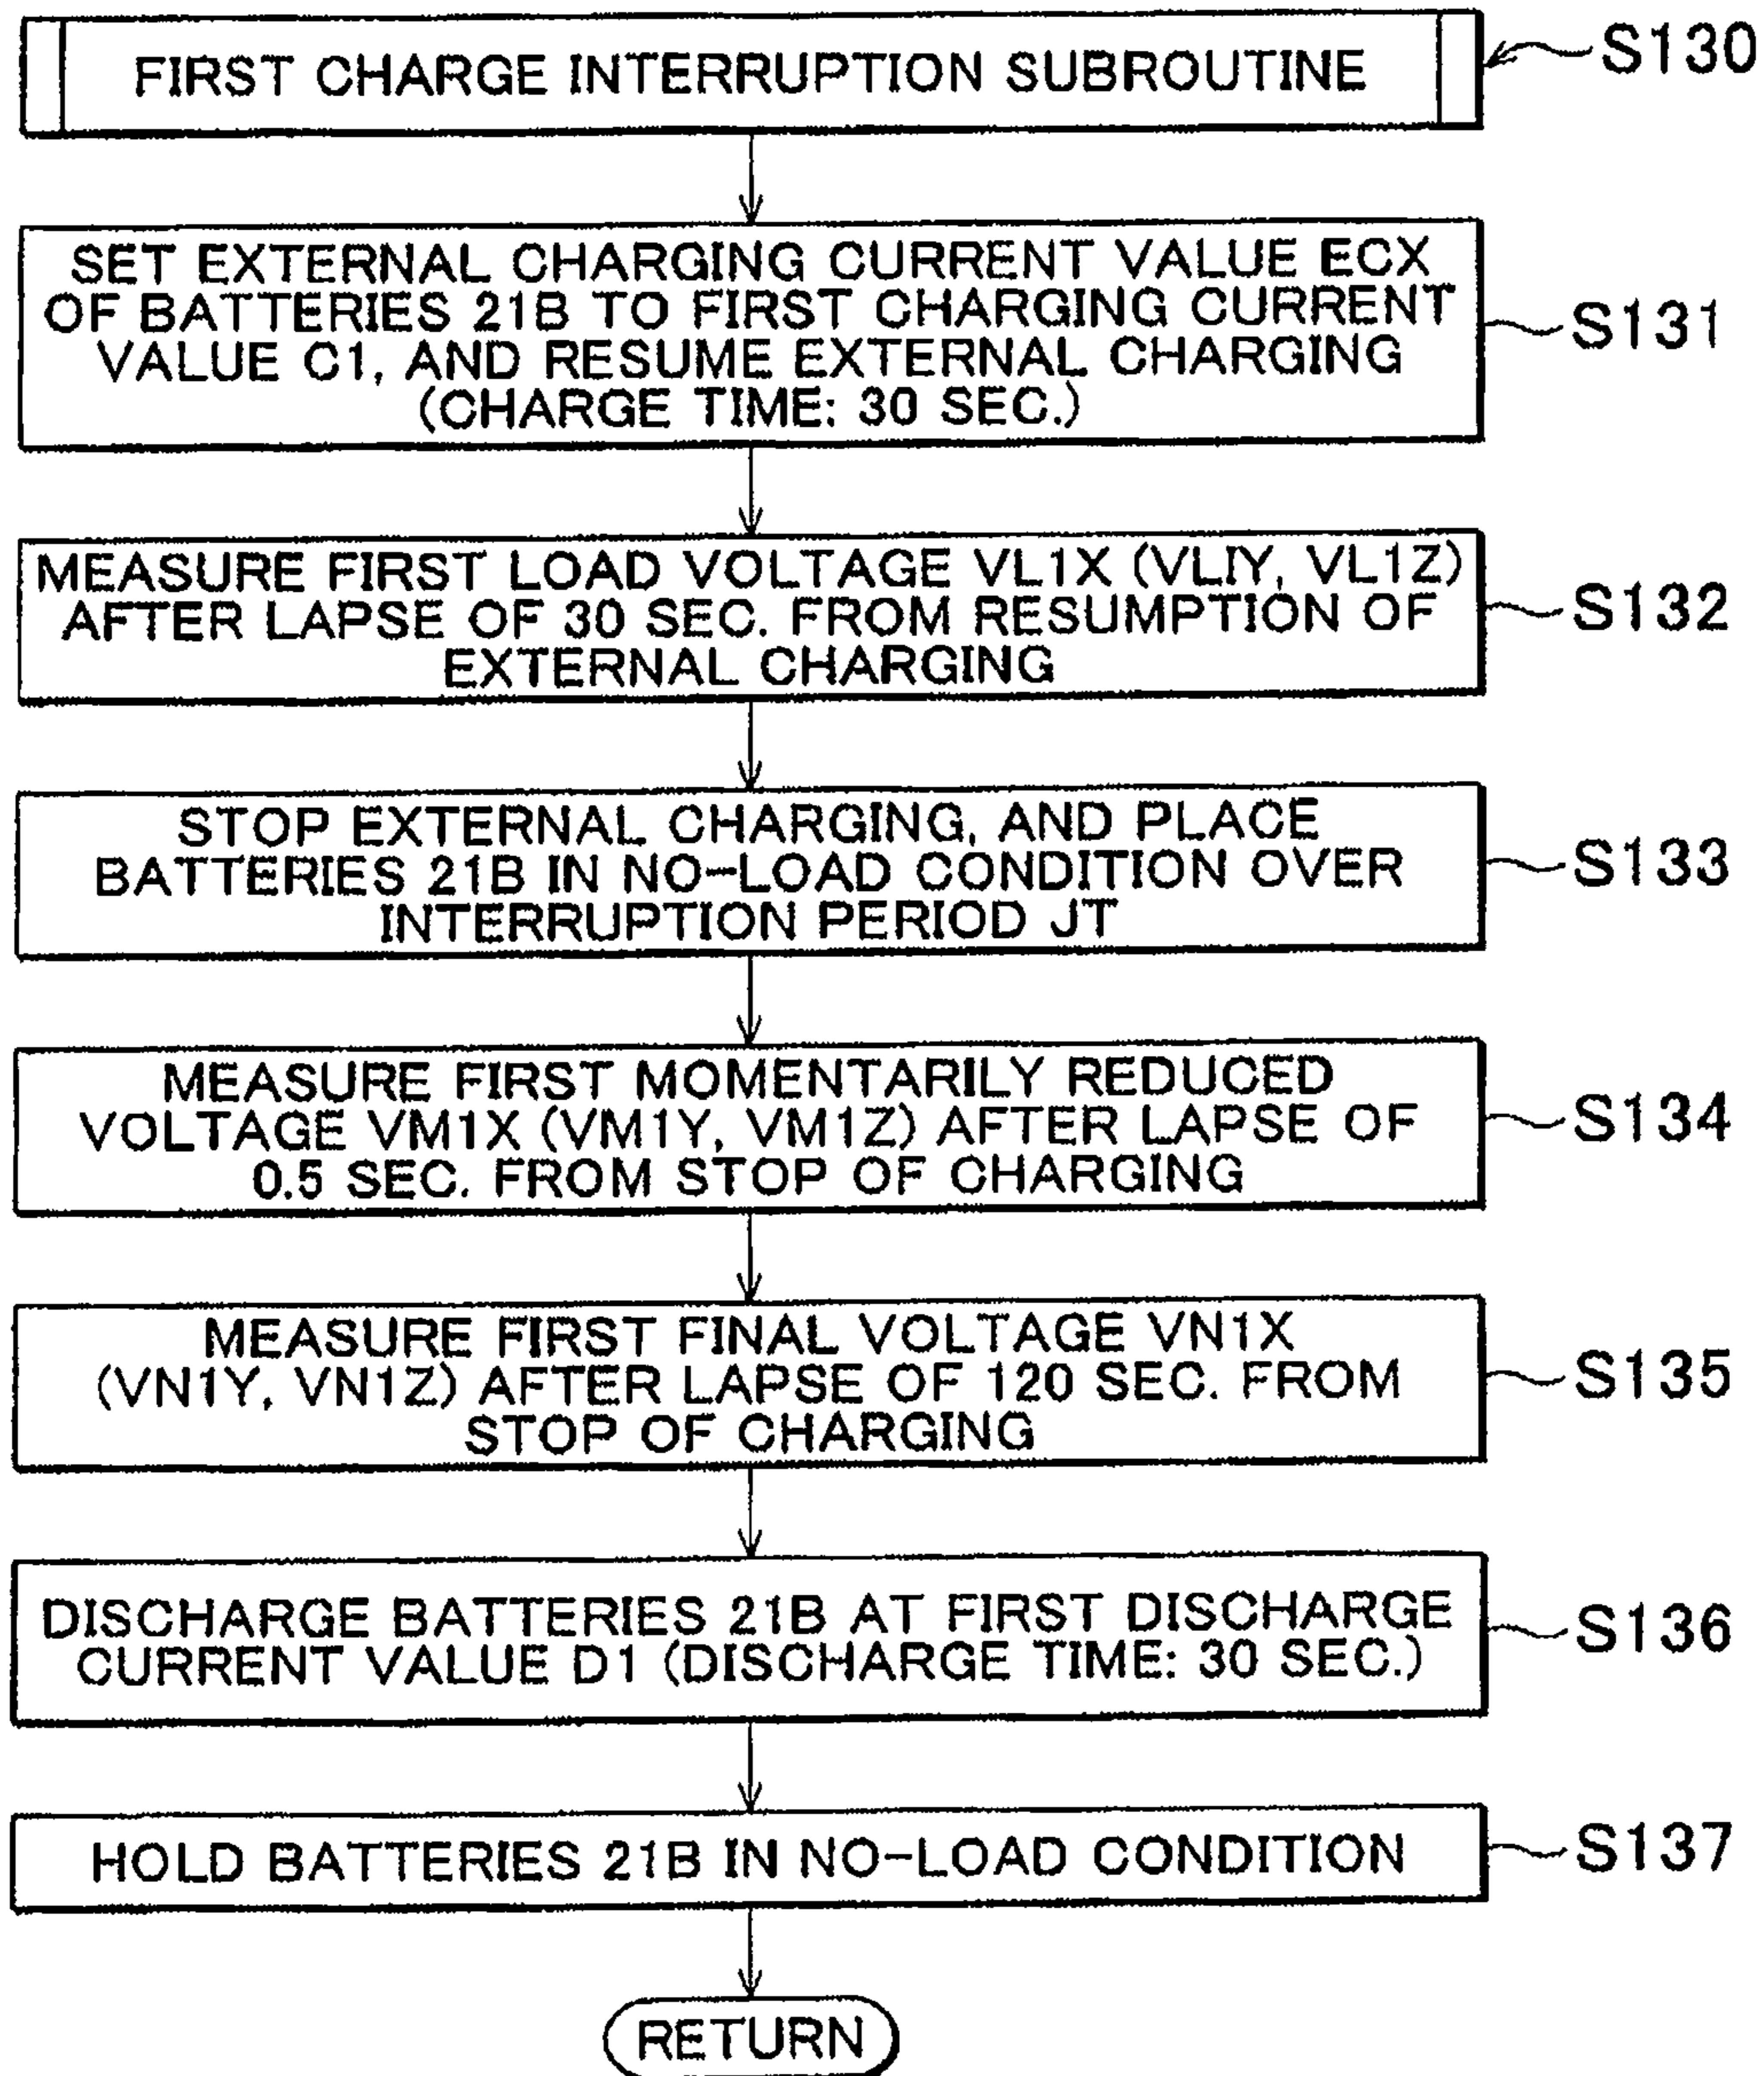 FIRST CHARGE INTERRUPTION SUBROUTINE
S130
SET EXTERNAL CHARGING CURRENT VALUE ECX
OF BATTERIES 21B TO FIRST CHARGING CURRENT
VALUE C1, AND RESUME EXTERNAL CHARGING
(CHARGE TIME: 30 SEC.)
S131
MEASURE FIRST LOAD VOLTAGE VL1X (VLIY, VL1Z)
AFTER LAPSE OF 30 SEC. FROM RESUMPTION OF
EXTERNAL CHARGING
S132
STOP EXTERNAL CHARGING, AND PLACE
BATTERIES 21B IN NO-LOAD CONDITION OVER
INTERRUPTION PERIOD JT
S133
MEASURE FIRST MOMENTARILY REDUCED
VOLTAGE VM1X (VM1Y, VM1Z) AFTER LAPSE OF
0.5 SEC. FROM STOP OF CHARGING
S134
MEASURE FIRST FINAL VOLTAGE VN1X
(VN1Y, VN1Z) AFTER LAPSE OF 120 SEC. FROM
STOP OF CHARGING
S135
DISCHARGE BATTERIES 21B AT FIRST DISCHARGE
CURRENT VALUE D1 (DISCHARGE TIME: 30 SEC.)
S136
HOLD BATTERIES 21B IN NO-LOAD CONDITION
S137
RETURN